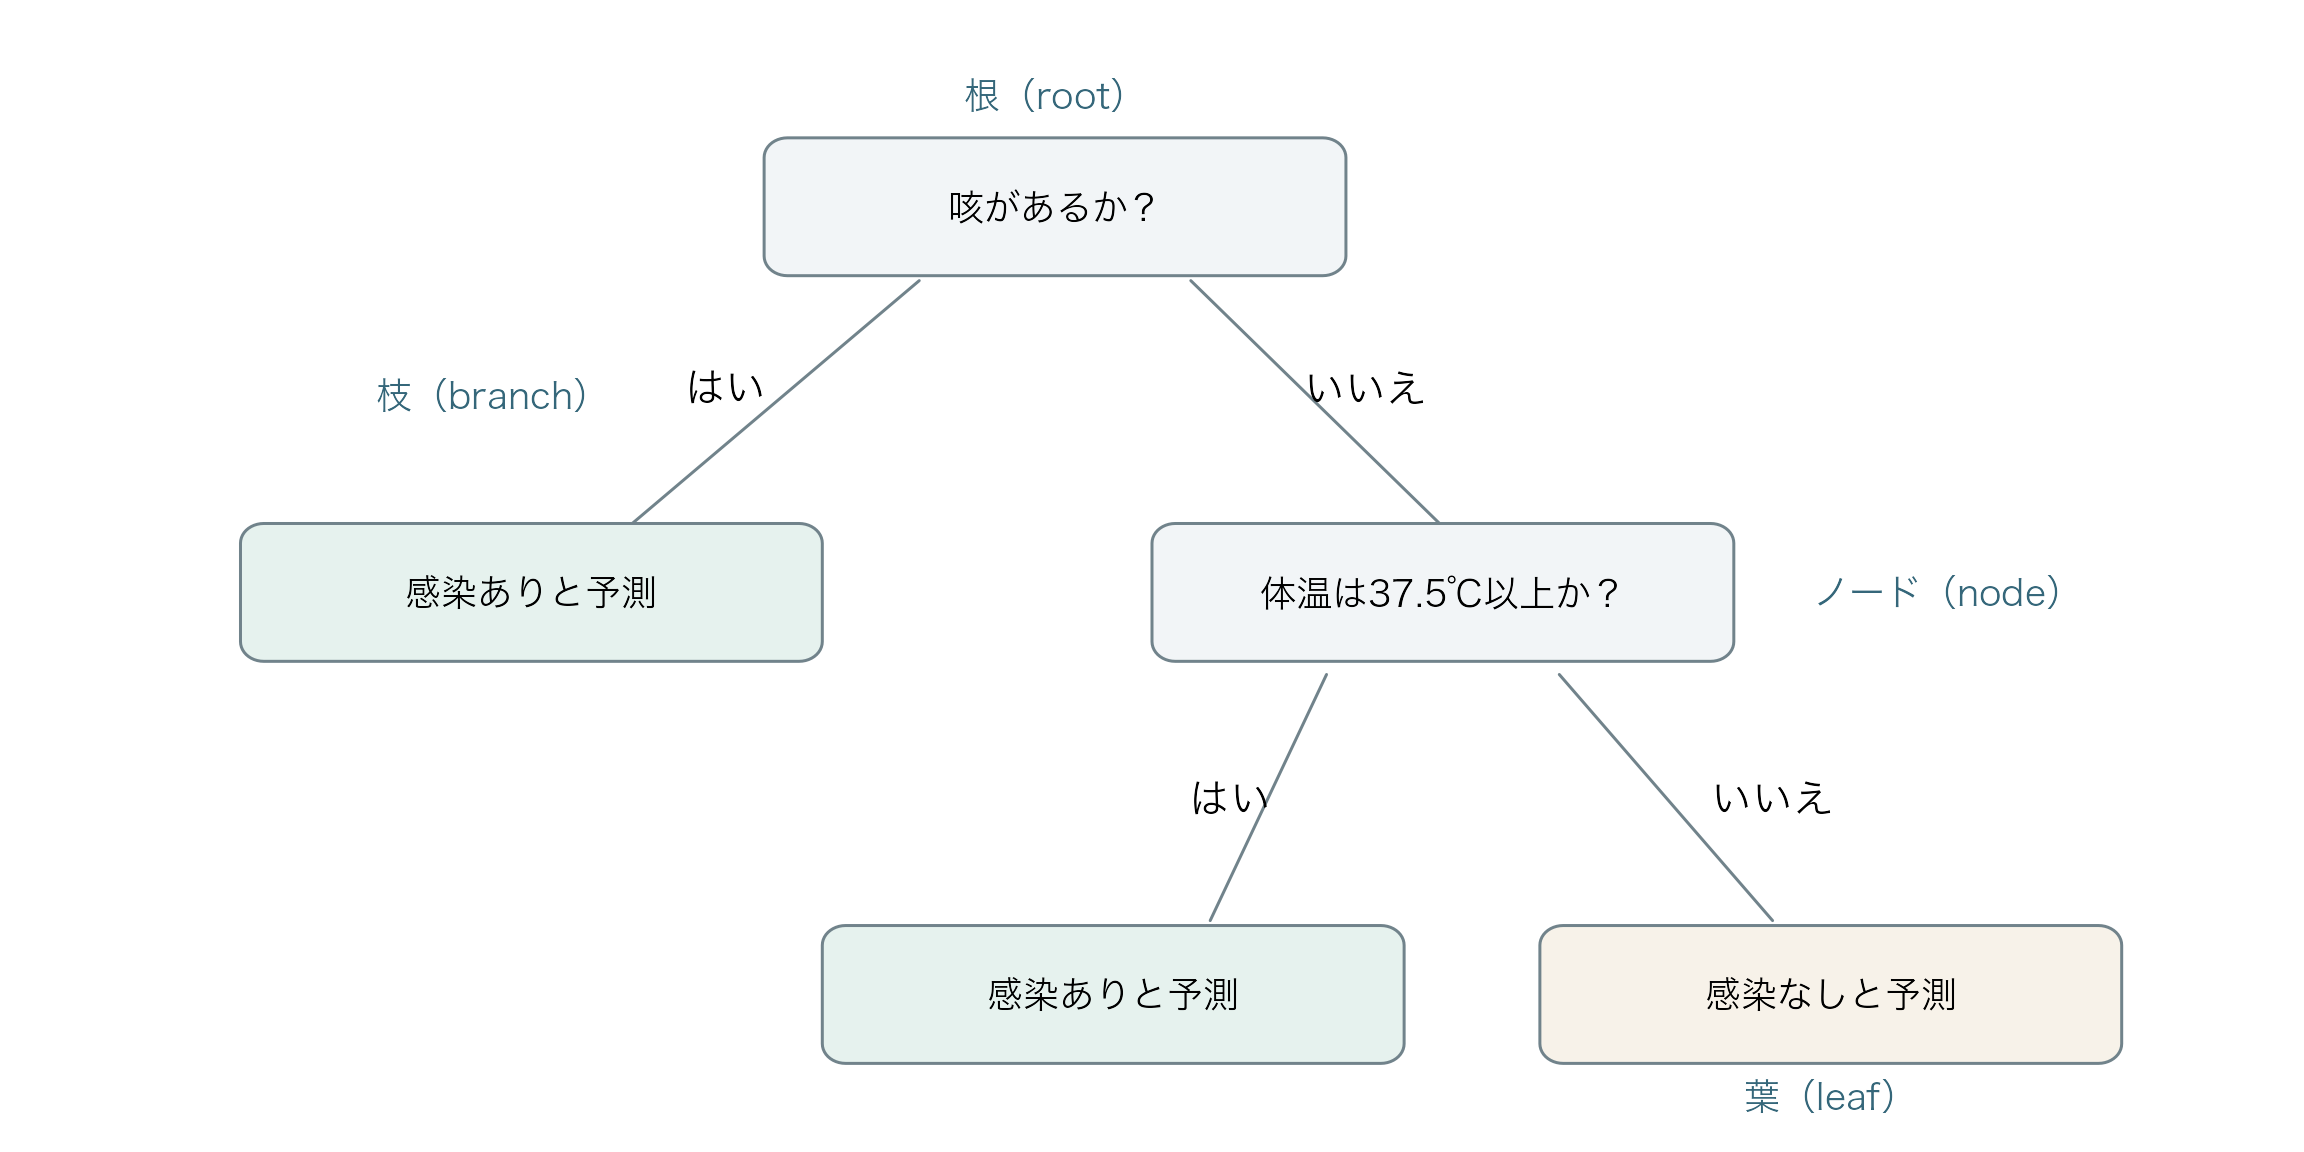 根（root）
咳があるか？
枝（branch）
はい
いいえ
感染ありと予測
体温は37.5℃以上か？
ノード（node）
はい
いいえ
感染ありと予測
感染なしと予測
葉（leaf）